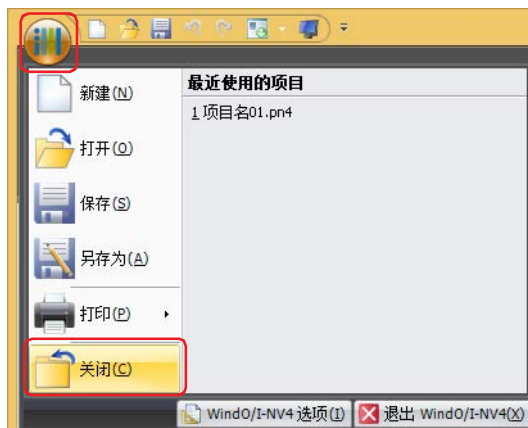 最近使用的项目
1 项目名01.pn4
新建(N)
打开(O)
保存(S)
另存为(A)
打印(P)
关闭(C)
WindO/I-NV4 选项(I)
退出 WindO/I-NV4(X)